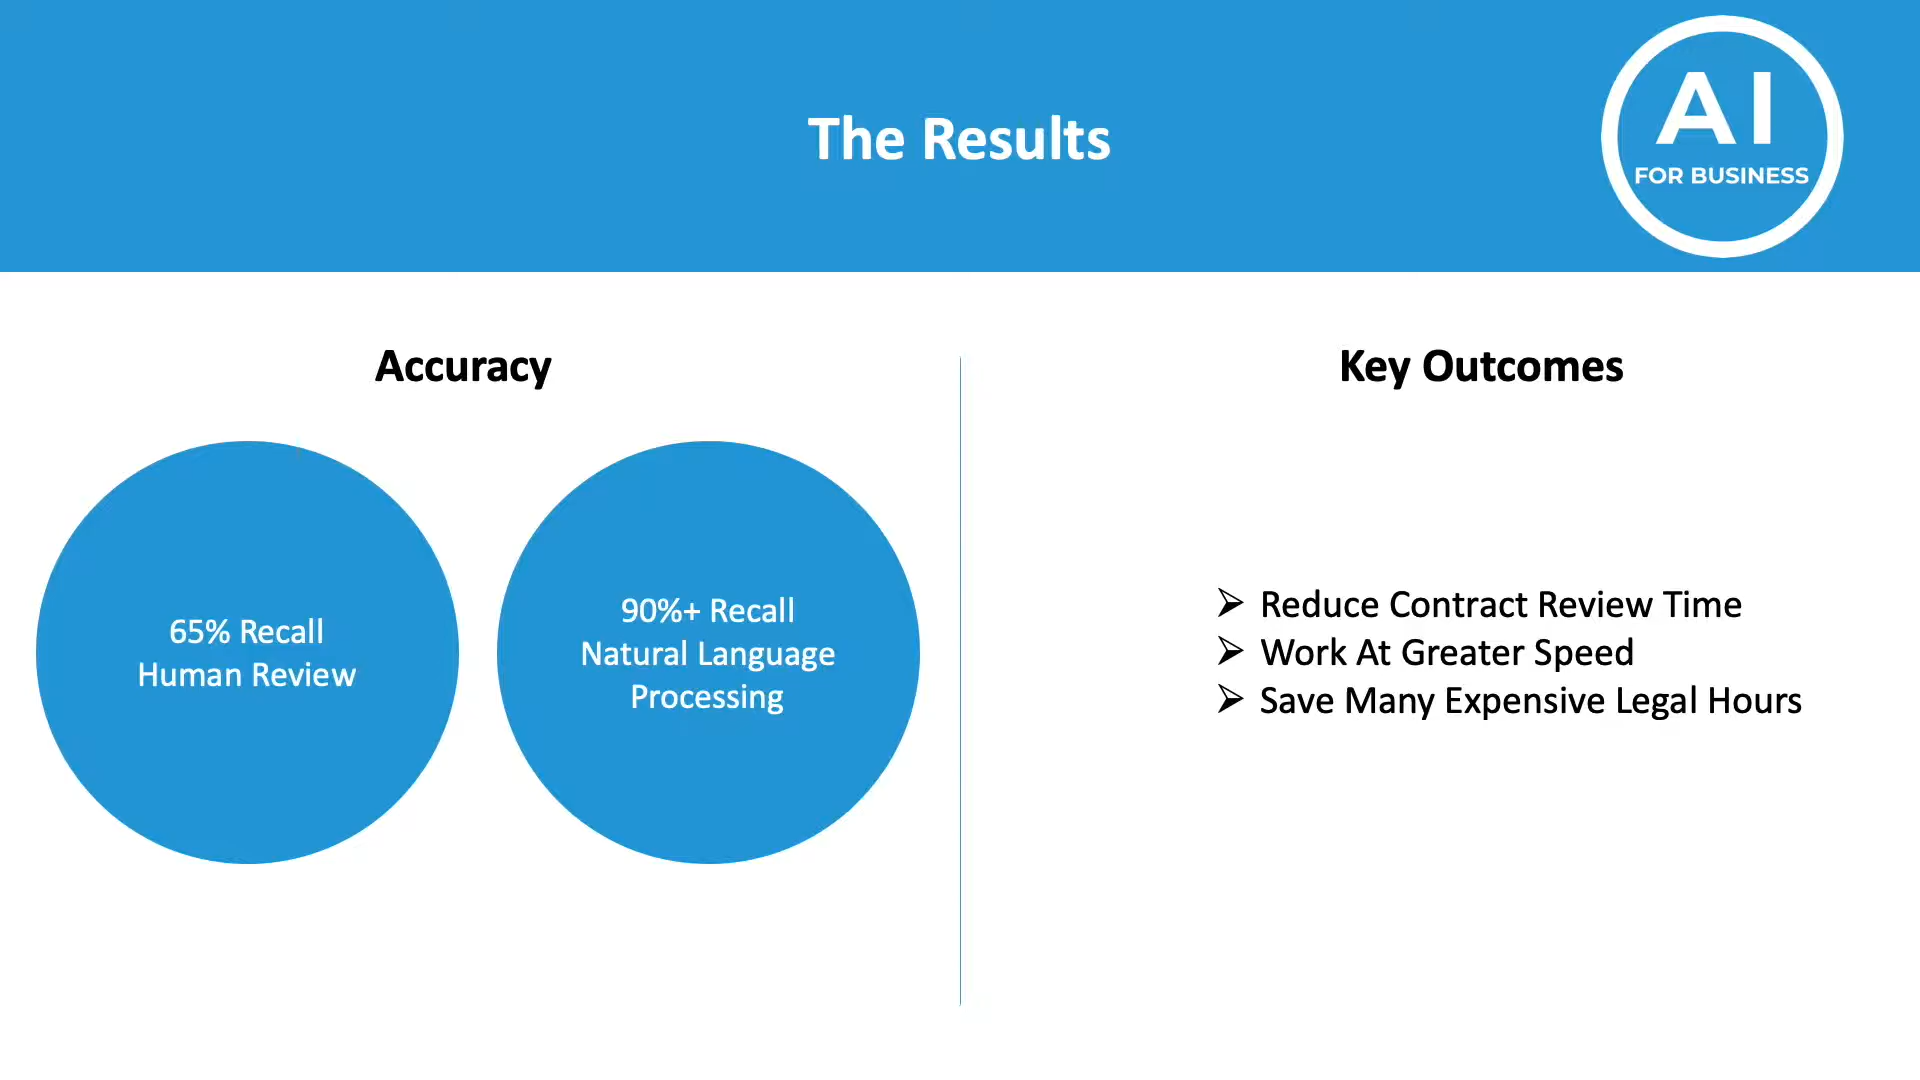 The Results
AI
FOR BUSINESS
Accuracy
65% Recall
Human Review
90%+ Recall
Natural Language
Processing
Key Outcomes
Reduce Contract Review Time
Work At Greater Speed
Save Many Expensive Legal Hours